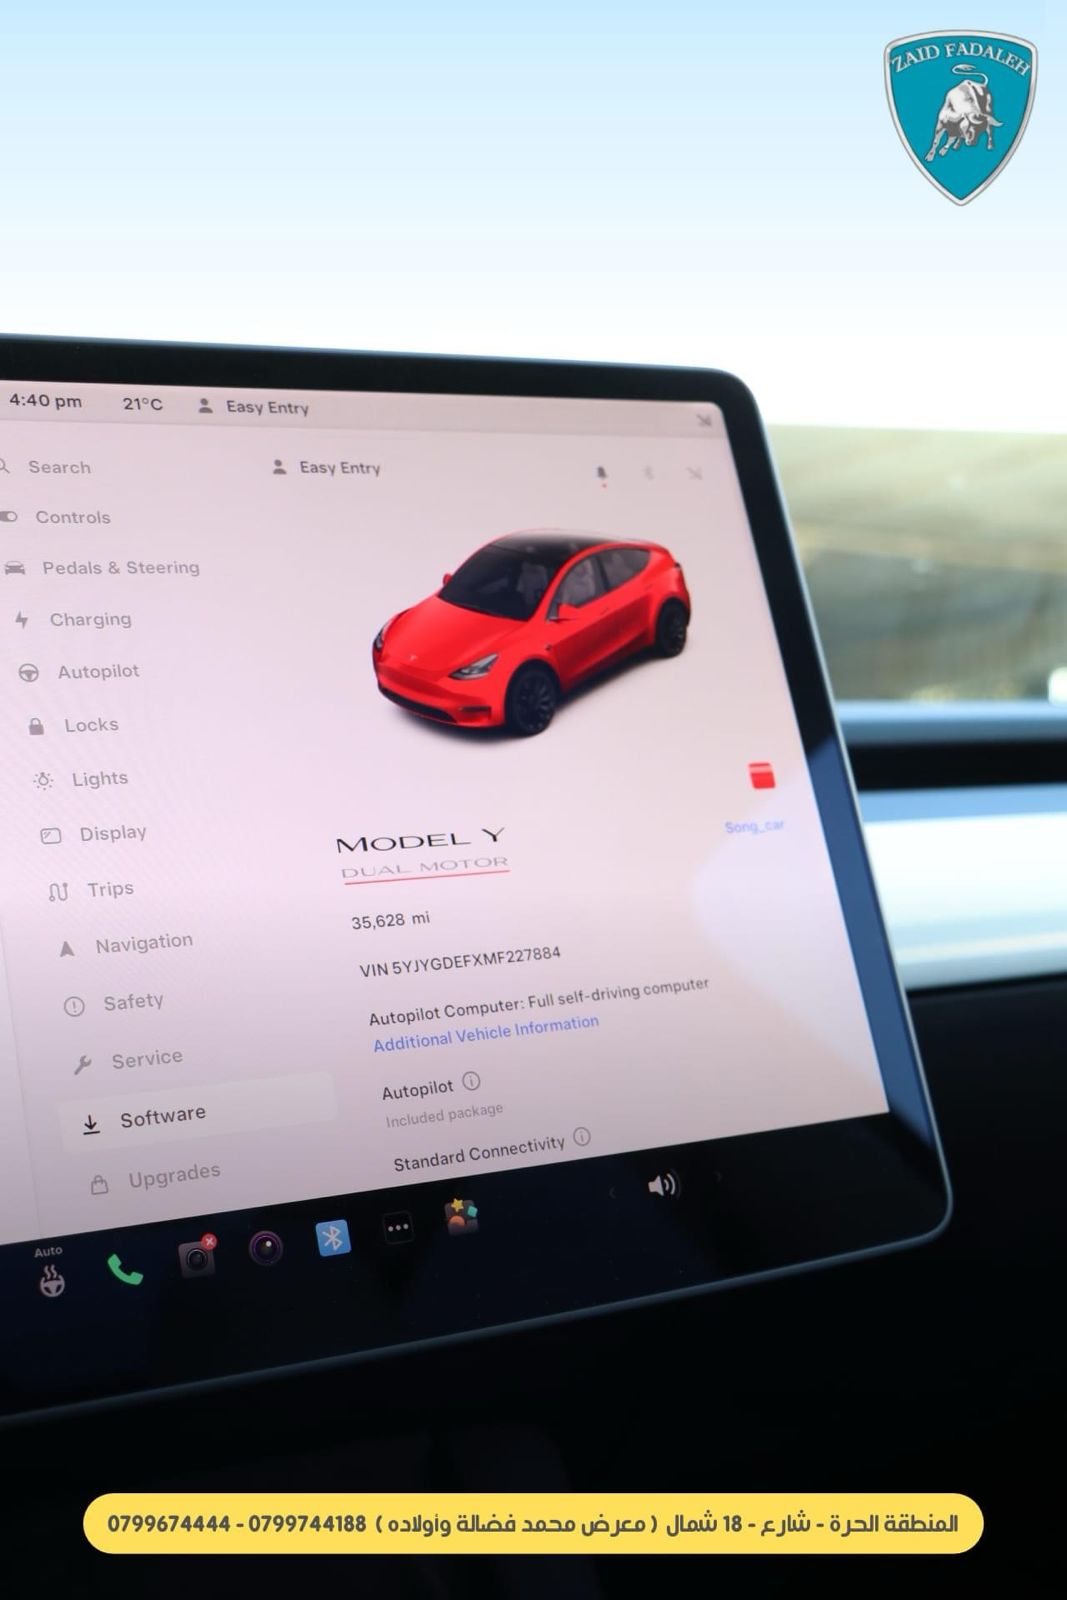 ZAID FADALEH
4:40 pm 21°C Easy Entry
Search
Easy Entry
Controls
Pedals & Steering
Charging
Autopilot
Locks
Lights
Display
Trips
Navigation
Safety
Service
Software
Upgrades
Song_car
MODEL Y
DUAL MOTOR
35,628 mi
VIN 5YJYGDEFXMF227884
Autopilot Computer: Full self-driving computer
Additional Vehicle Information
Autopilot
Included package
Standard Connectivity
Auto
المنطقة الحرة - شارع - 18 شمال ( معرض محمد فضالة وأولاده ) 0799744188 - 0799674444